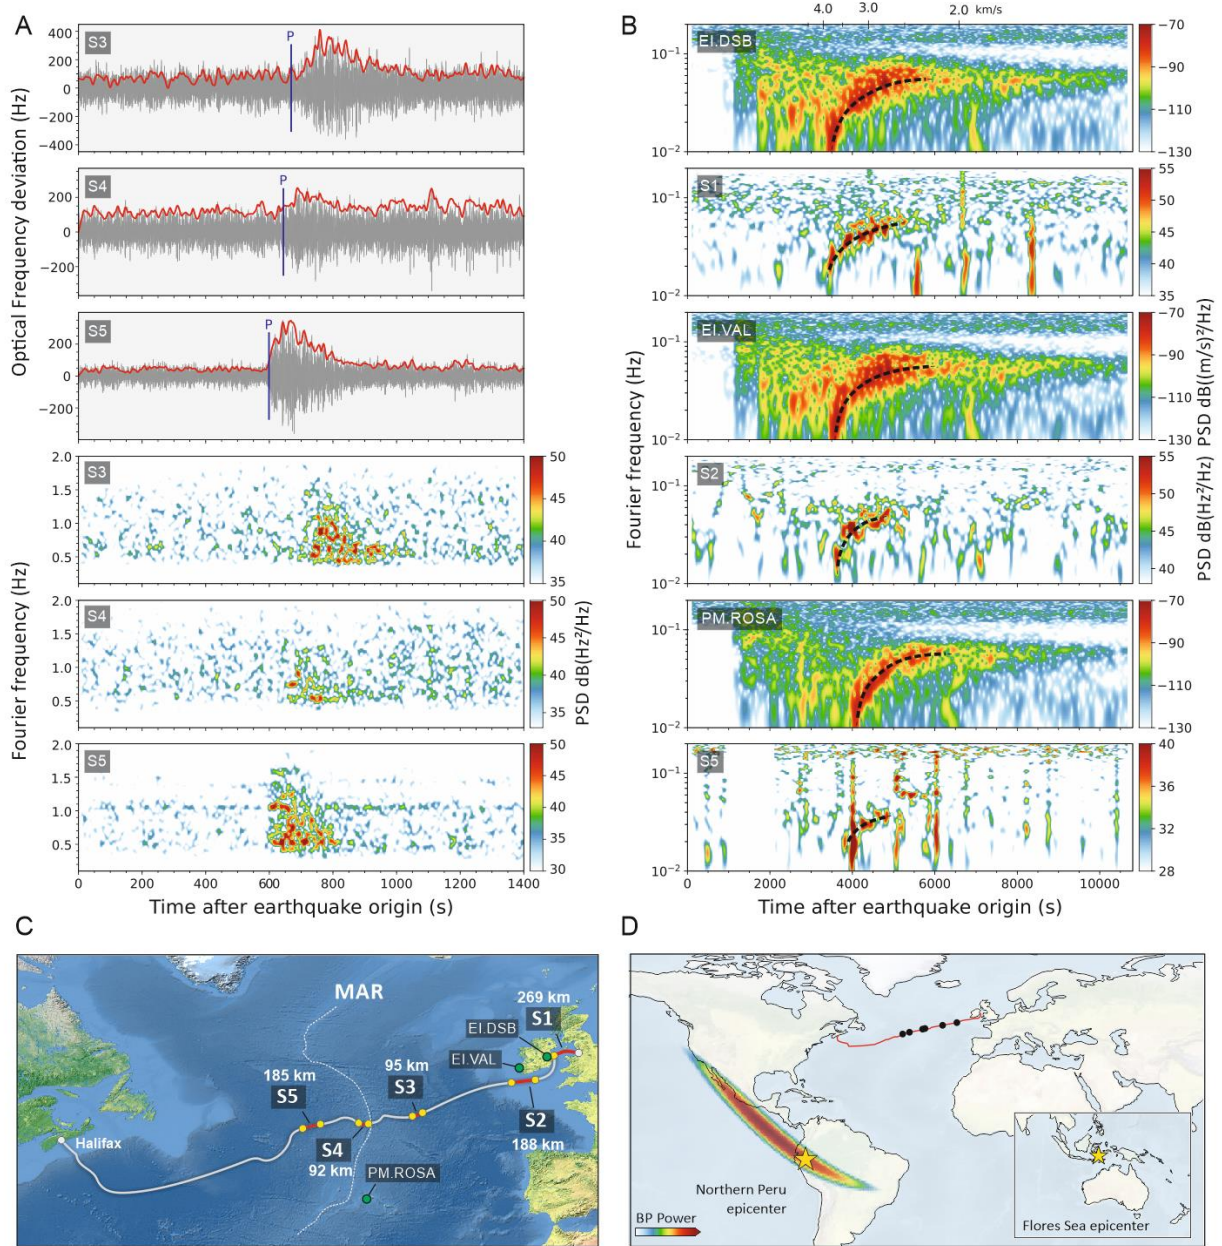 A
S3
P
400
200
0
−200
−400
S4
P
200
0
−200
S5
P
200
0
−200
Optical Frequency deviation (Hz)
S3
2.0
1.5
1.0
0.5
50
45
40
35
S4
2.0
1.5
1.0
0.5
50
45
40
35
S5
2.0
1.5
1.0
0.5
50
45
40
35
30
Fourier frequency (Hz)
PSD dB(Hz²/Hz)
0 200 400 600 800 1000 1200 1400
Time after earthquake origin (s)
B
4.0 3.0 2.0 km/s
EI.DSB
10⁻¹
10⁻²
−70
−90
−110
−130
S1
10⁻¹
10⁻²
55
50
45
40
35
EI.VAL
10⁻¹
10⁻²
−70
−90
−110
−130
PSD dB((m/s)²/Hz)
S2
10⁻¹
10⁻²
55
50
45
40
PSD dB(Hz²/Hz)
PM.ROSA
10⁻¹
10⁻²
−70
−90
−110
−130
S5
10⁻¹
10⁻²
40
36
32
28
Fourier frequency (Hz)
0 2000 4000 6000 8000 10000
Time after earthquake origin (s)
C
MAR
269 km
S1
EI.DSB
EI.VAL
95 km
S3
185 km
S5
S2
188 km
S4
92 km
Halifax
PM.ROSA
D
Northern Peru
epicenter
BP Power
Flores Sea epicenter